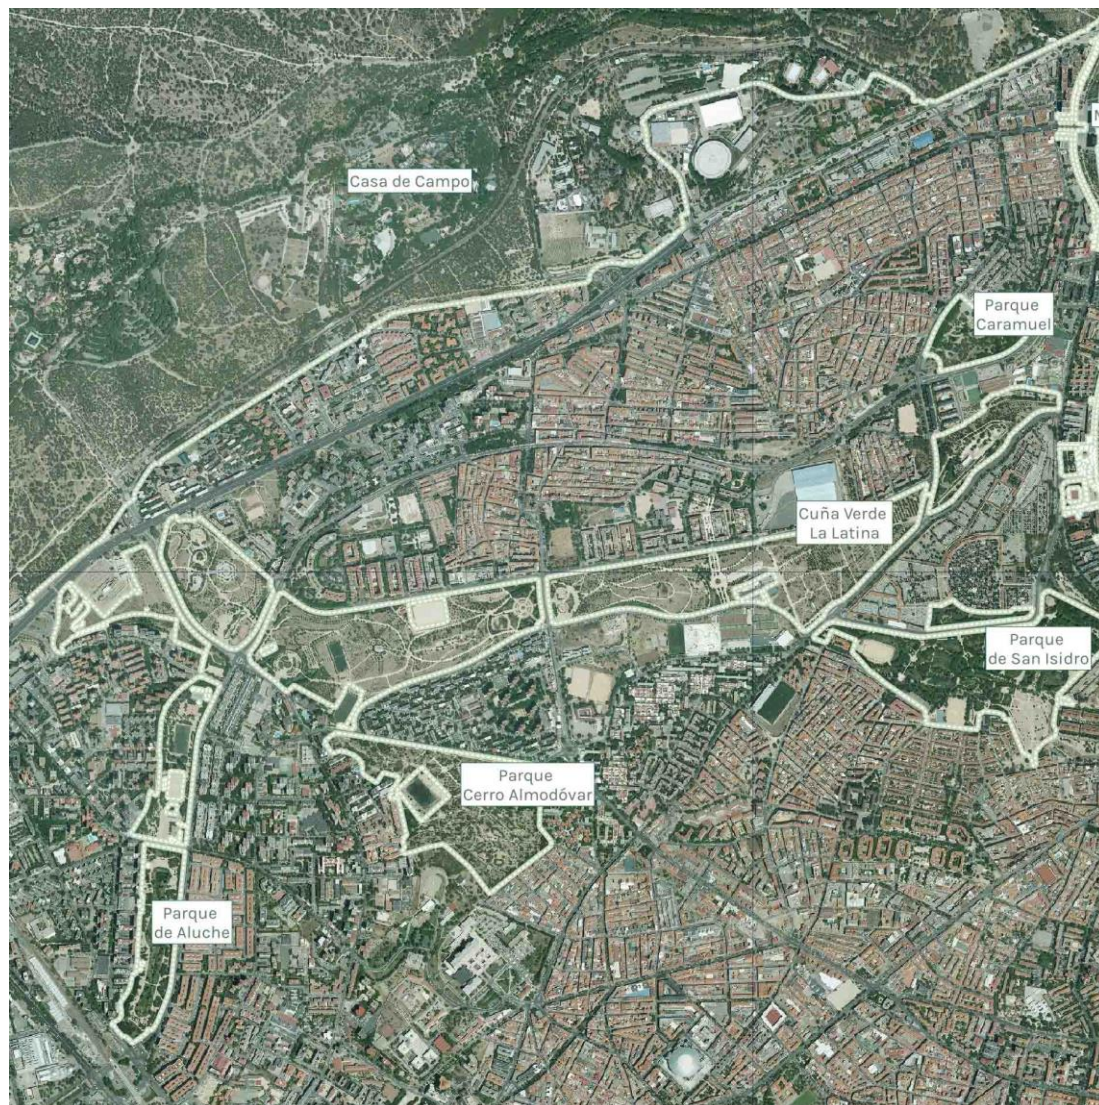 Casa de Campo
Parque
Caramuel
Cuña Verde
La Latina
Parque
de San Isidro
Parque
Cerro Almodóvar
Parque
de Aluche